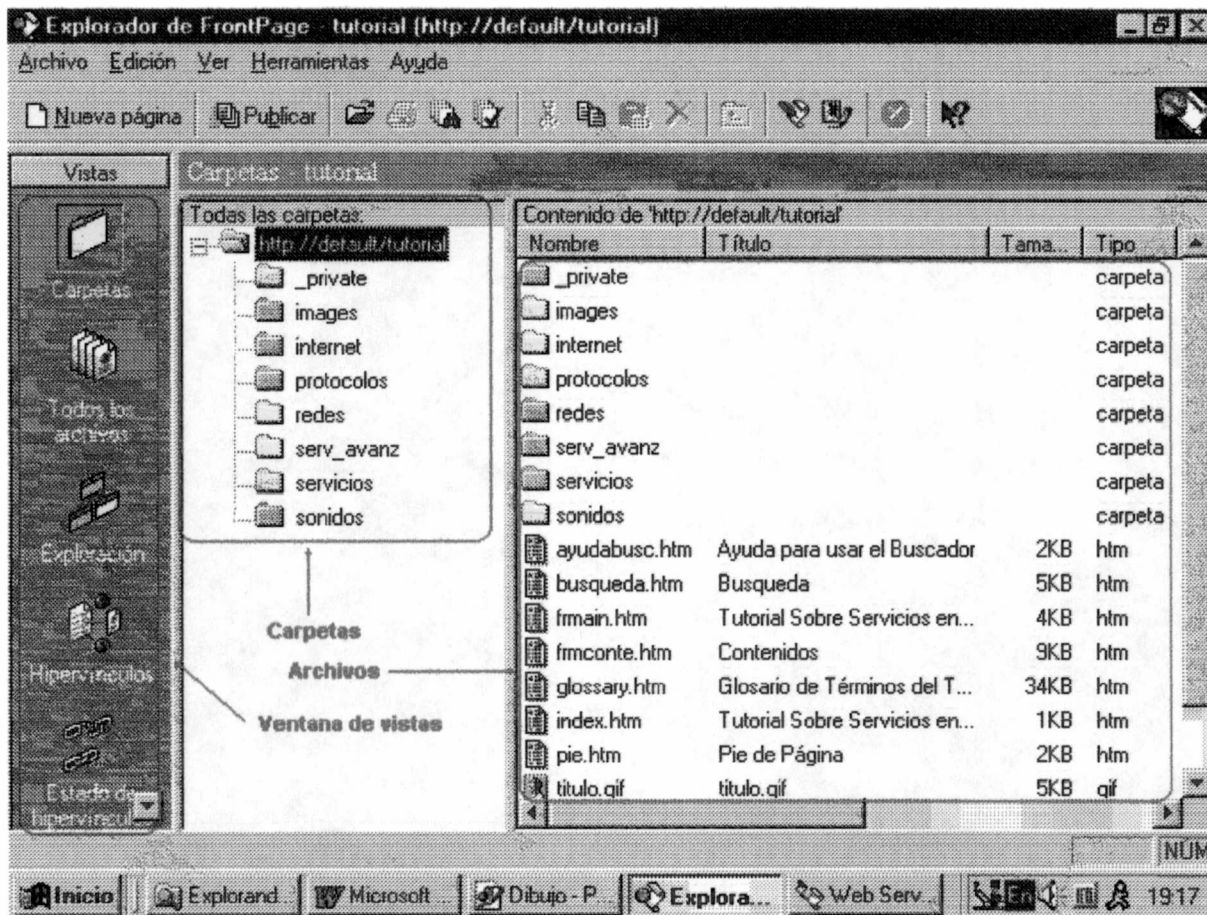 Explorador de FrontPage - tutorial (http://default/tutorial)
Archivo Edición Ver Herramientas Ayuda
Nueva página Publicar
Vistas
Carpetas - tutorial
Carpetas
Todos los archivos
Exploración
Hipervínculos
Estado de hipervíncul
Todas las carpetas:
http://default/tutorial
_private
images
internet
protocolos
redes
serv_avanz
servicios
sonidos
Carpetas
Archivos
Ventana de vistas
Contenido de 'http://default/tutorial'
Nombre Título Tama... Tipo
_private carpeta
images carpeta
internet carpeta
protocolos carpeta
redes carpeta
serv_avanz carpeta
servicios carpeta
sonidos carpeta
ayudabusc.htm Ayuda para usar el Buscador 2KB htm
busqueda.htm Busqueda 5KB htm
frmain.htm Tutorial Sobre Servicios en... 4KB htm
frmconte.htm Contenidos 9KB htm
glossary.htm Glosario de Términos del T... 34KB htm
index.htm Tutorial Sobre Servicios en... 1KB htm
pie.htm Pie de Página 2KB htm
titulo.gif titulo.gif 5KB gif
NÚM
Inicio Explorand... Microsoft ... Dibujo - P... Explora... Web Serv... En 19:17